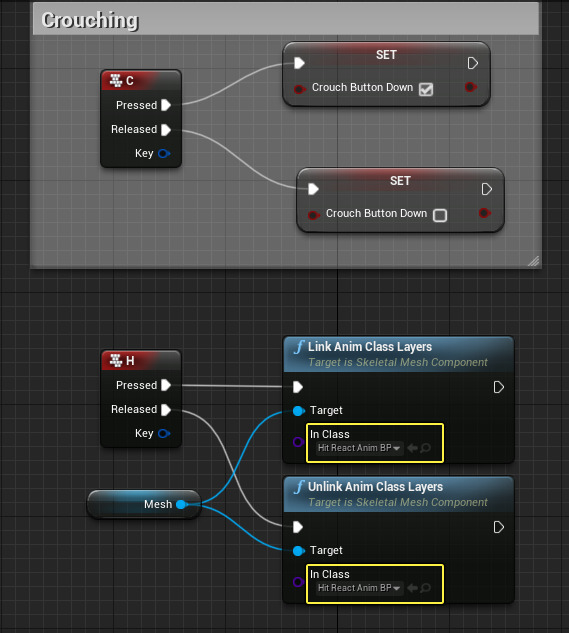 Crouching
C
Pressed
Released
Key
SET
Crouch Button Down
SET
Crouch Button Down
H
Pressed
Released
Key
Mesh
f Link Anim Class Layers
Target is Skeletal Mesh Component
Target
In Class
Hit React Anim BP
f Unlink Anim Class Layers
Target is Skeletal Mesh Component
Target
In Class
Hit React Anim BP